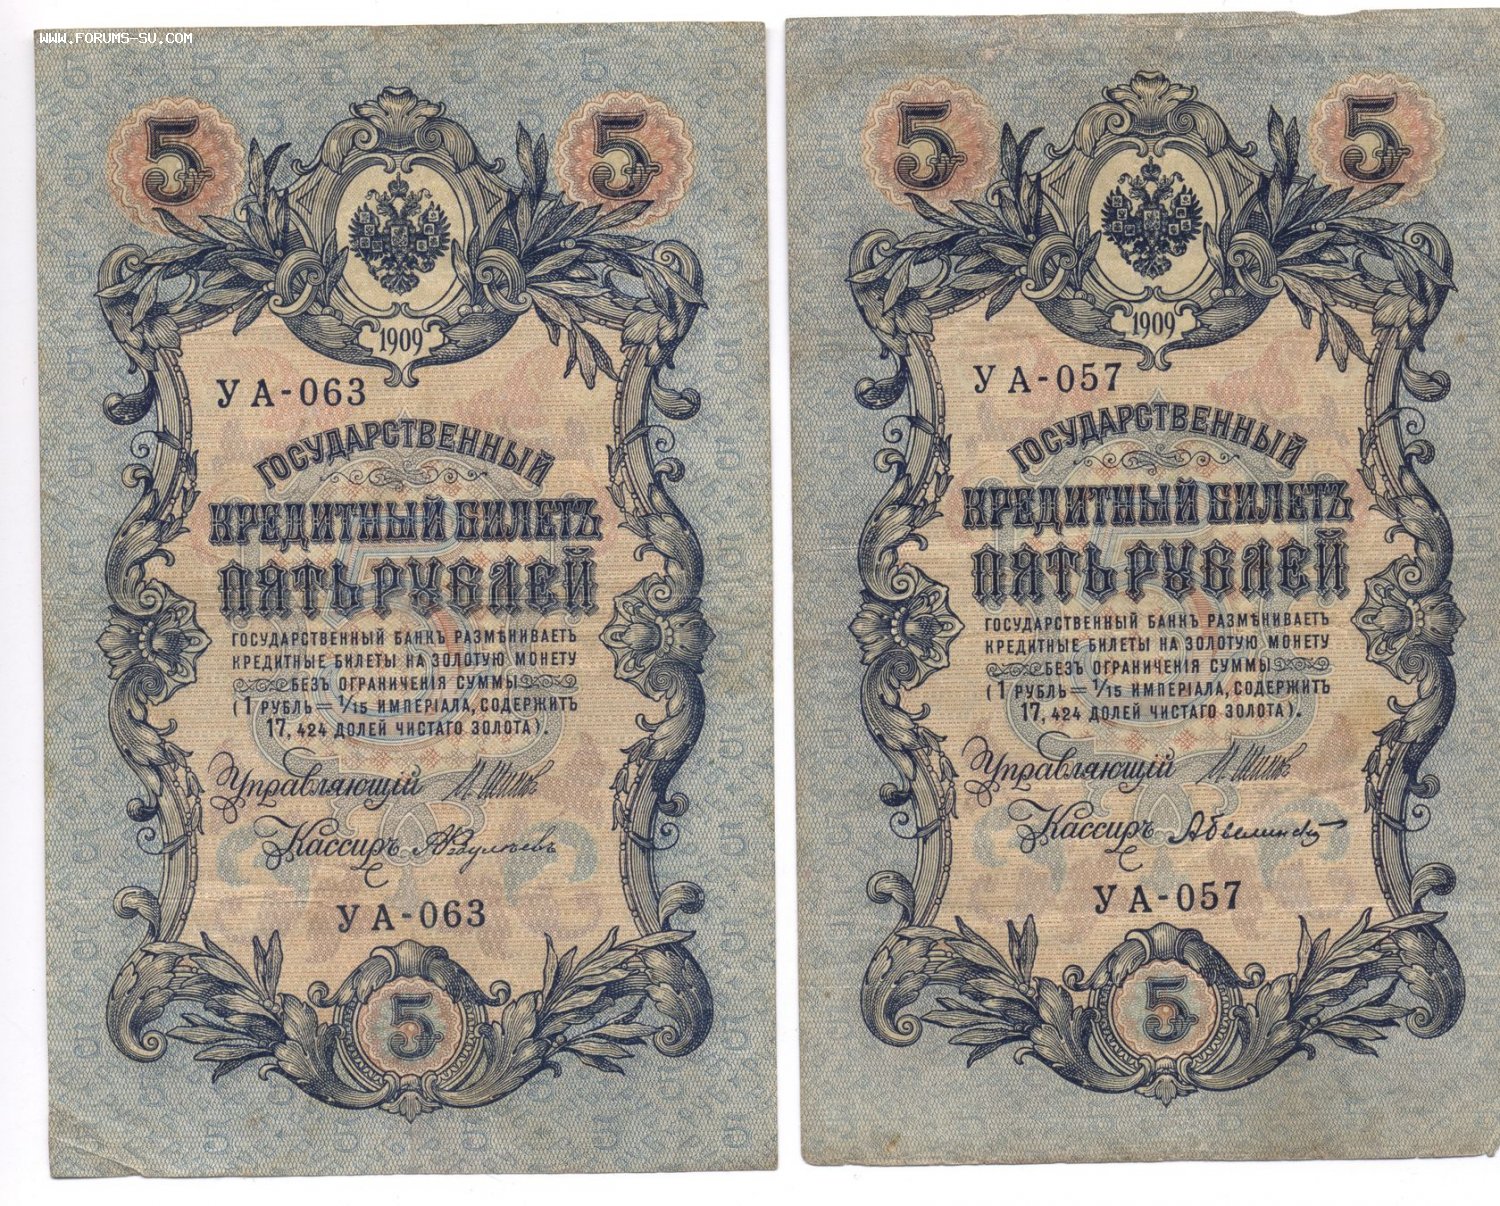 WWW.FORUMS-SU.COM
5 5
1909
УА-063
ГОСУДАРСТВЕННЫЙ
КРЕДИТНЫЙ БИЛЕТЪ
ПЯТЬ РУБЛЕЙ
ГОСУДАРСТВЕННЫЙ БАНКЪ РАЗМѢНИВАЕТЪ
КРЕДИТНЫЕ БИЛЕТЫ НА ЗОЛОТУЮ МОНЕТУ
БЕЗЪ ОГРАНИЧЕНІЯ СУММЫ
(1 РУБЛЬ = 1/15 ИМПЕРІАЛА, СОДЕРЖИТЪ
17,424 ДОЛЕЙ ЧИСТАГО ЗОЛОТА).
Управляющій
Кассиръ
УА-063
5
5 5
1909
УА-057
ГОСУДАРСТВЕННЫЙ
КРЕДИТНЫЙ БИЛЕТЪ
ПЯТЬ РУБЛЕЙ
ГОСУДАРСТВЕННЫЙ БАНКЪ РАЗМѢНИВАЕТЪ
КРЕДИТНЫЕ БИЛЕТЫ НА ЗОЛОТУЮ МОНЕТУ
БЕЗЪ ОГРАНИЧЕНІЯ СУММЫ
(1 РУБЛЬ = 1/15 ИМПЕРІАЛА, СОДЕРЖИТЪ
17,424 ДОЛЕЙ ЧИСТАГО ЗОЛОТА).
Управляющій
Кассиръ
УА-057
5